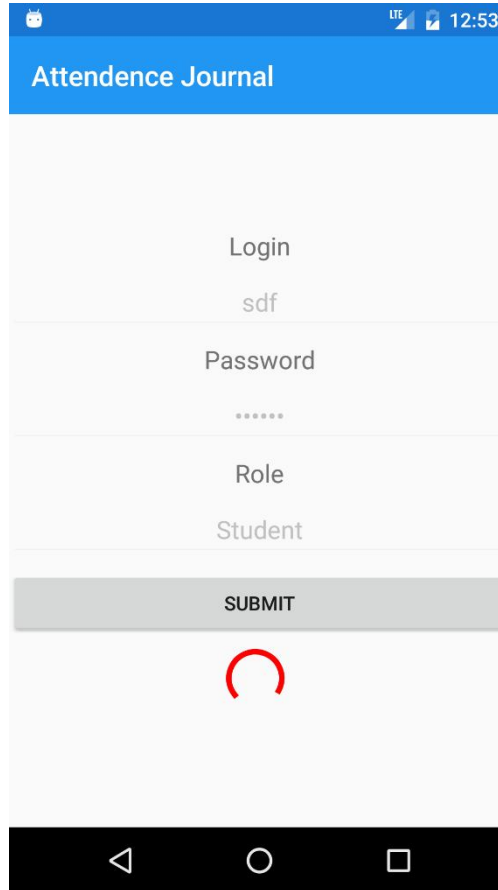 LTE 12:53
Attendence Journal
Login
sdf
Password
••••••
Role
Student
SUBMIT